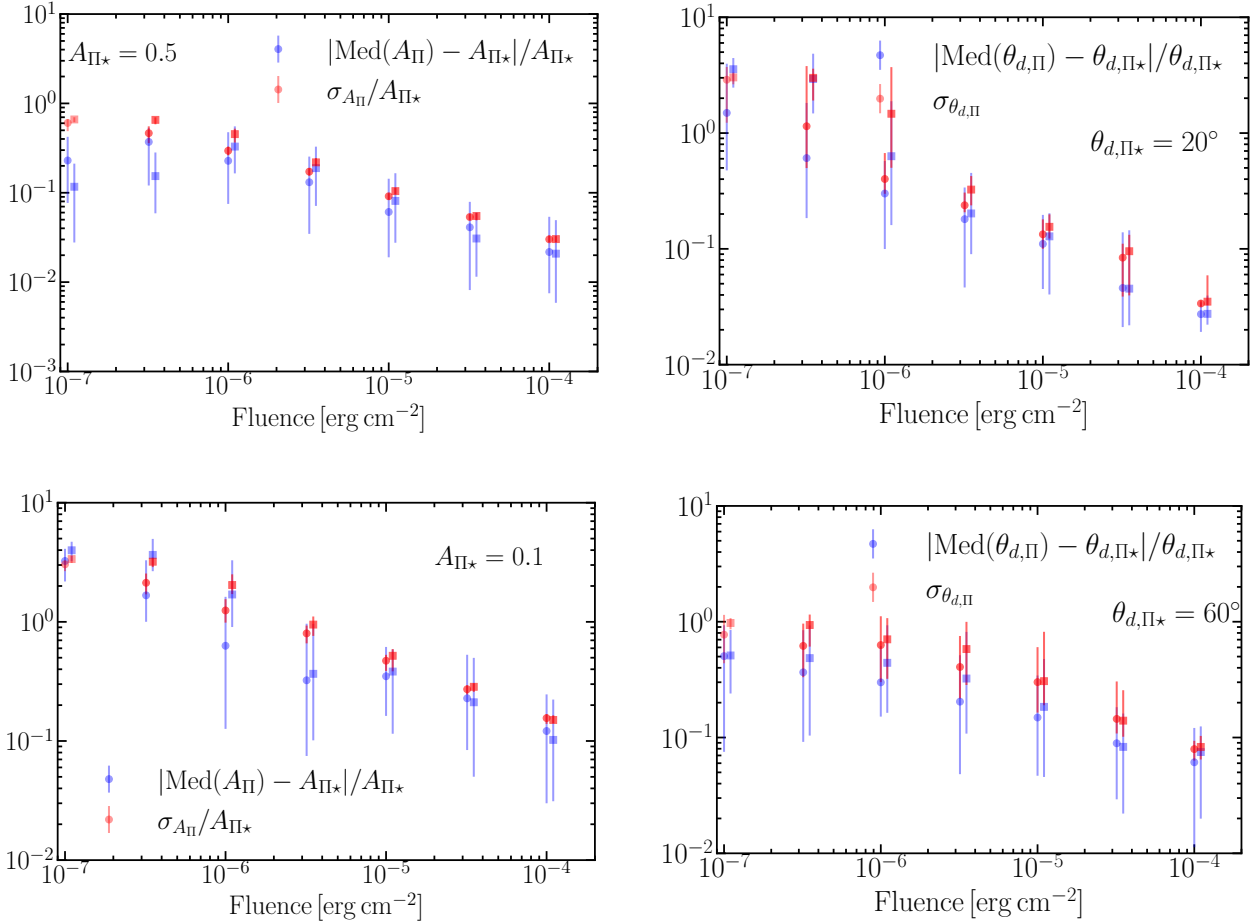 10^1
A_{Π⋆} = 0.5
|Med(A_Π) − A_{Π⋆}|/A_{Π⋆}
σ_{A_Π}/A_{Π⋆}
10^0
10^{-1}
10^{-2}
10^{-3}
10^{-7} 10^{-6} 10^{-5} 10^{-4}
Fluence [erg cm^{-2}]
10^1
|Med(θ_{d,Π}) − θ_{d,Π⋆}|/θ_{d,Π⋆}
σ_{θ_{d,Π}}
θ_{d,Π⋆} = 20°
10^0
10^{-1}
10^{-2}
10^{-7} 10^{-6} 10^{-5} 10^{-4}
Fluence [erg cm^{-2}]
10^1
A_{Π⋆} = 0.1
10^0
10^{-1}
|Med(A_Π) − A_{Π⋆}|/A_{Π⋆}
σ_{A_Π}/A_{Π⋆}
10^{-2}
10^{-7} 10^{-6} 10^{-5} 10^{-4}
Fluence [erg cm^{-2}]
10^1
|Med(θ_{d,Π}) − θ_{d,Π⋆}|/θ_{d,Π⋆}
σ_{θ_{d,Π}}
θ_{d,Π⋆} = 60°
10^0
10^{-1}
10^{-2}
10^{-7} 10^{-6} 10^{-5} 10^{-4}
Fluence [erg cm^{-2}]